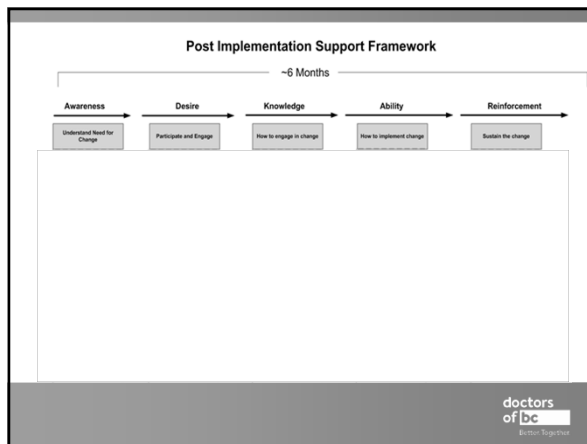 Post Implementation Support Framework
~6 Months
Awareness
Desire
Knowledge
Ability
Reinforcement
Understand Need for
Change
Participate and Engage
How to engage in change
How to implement change
Sustain the change
doctors
of bc
Better Together